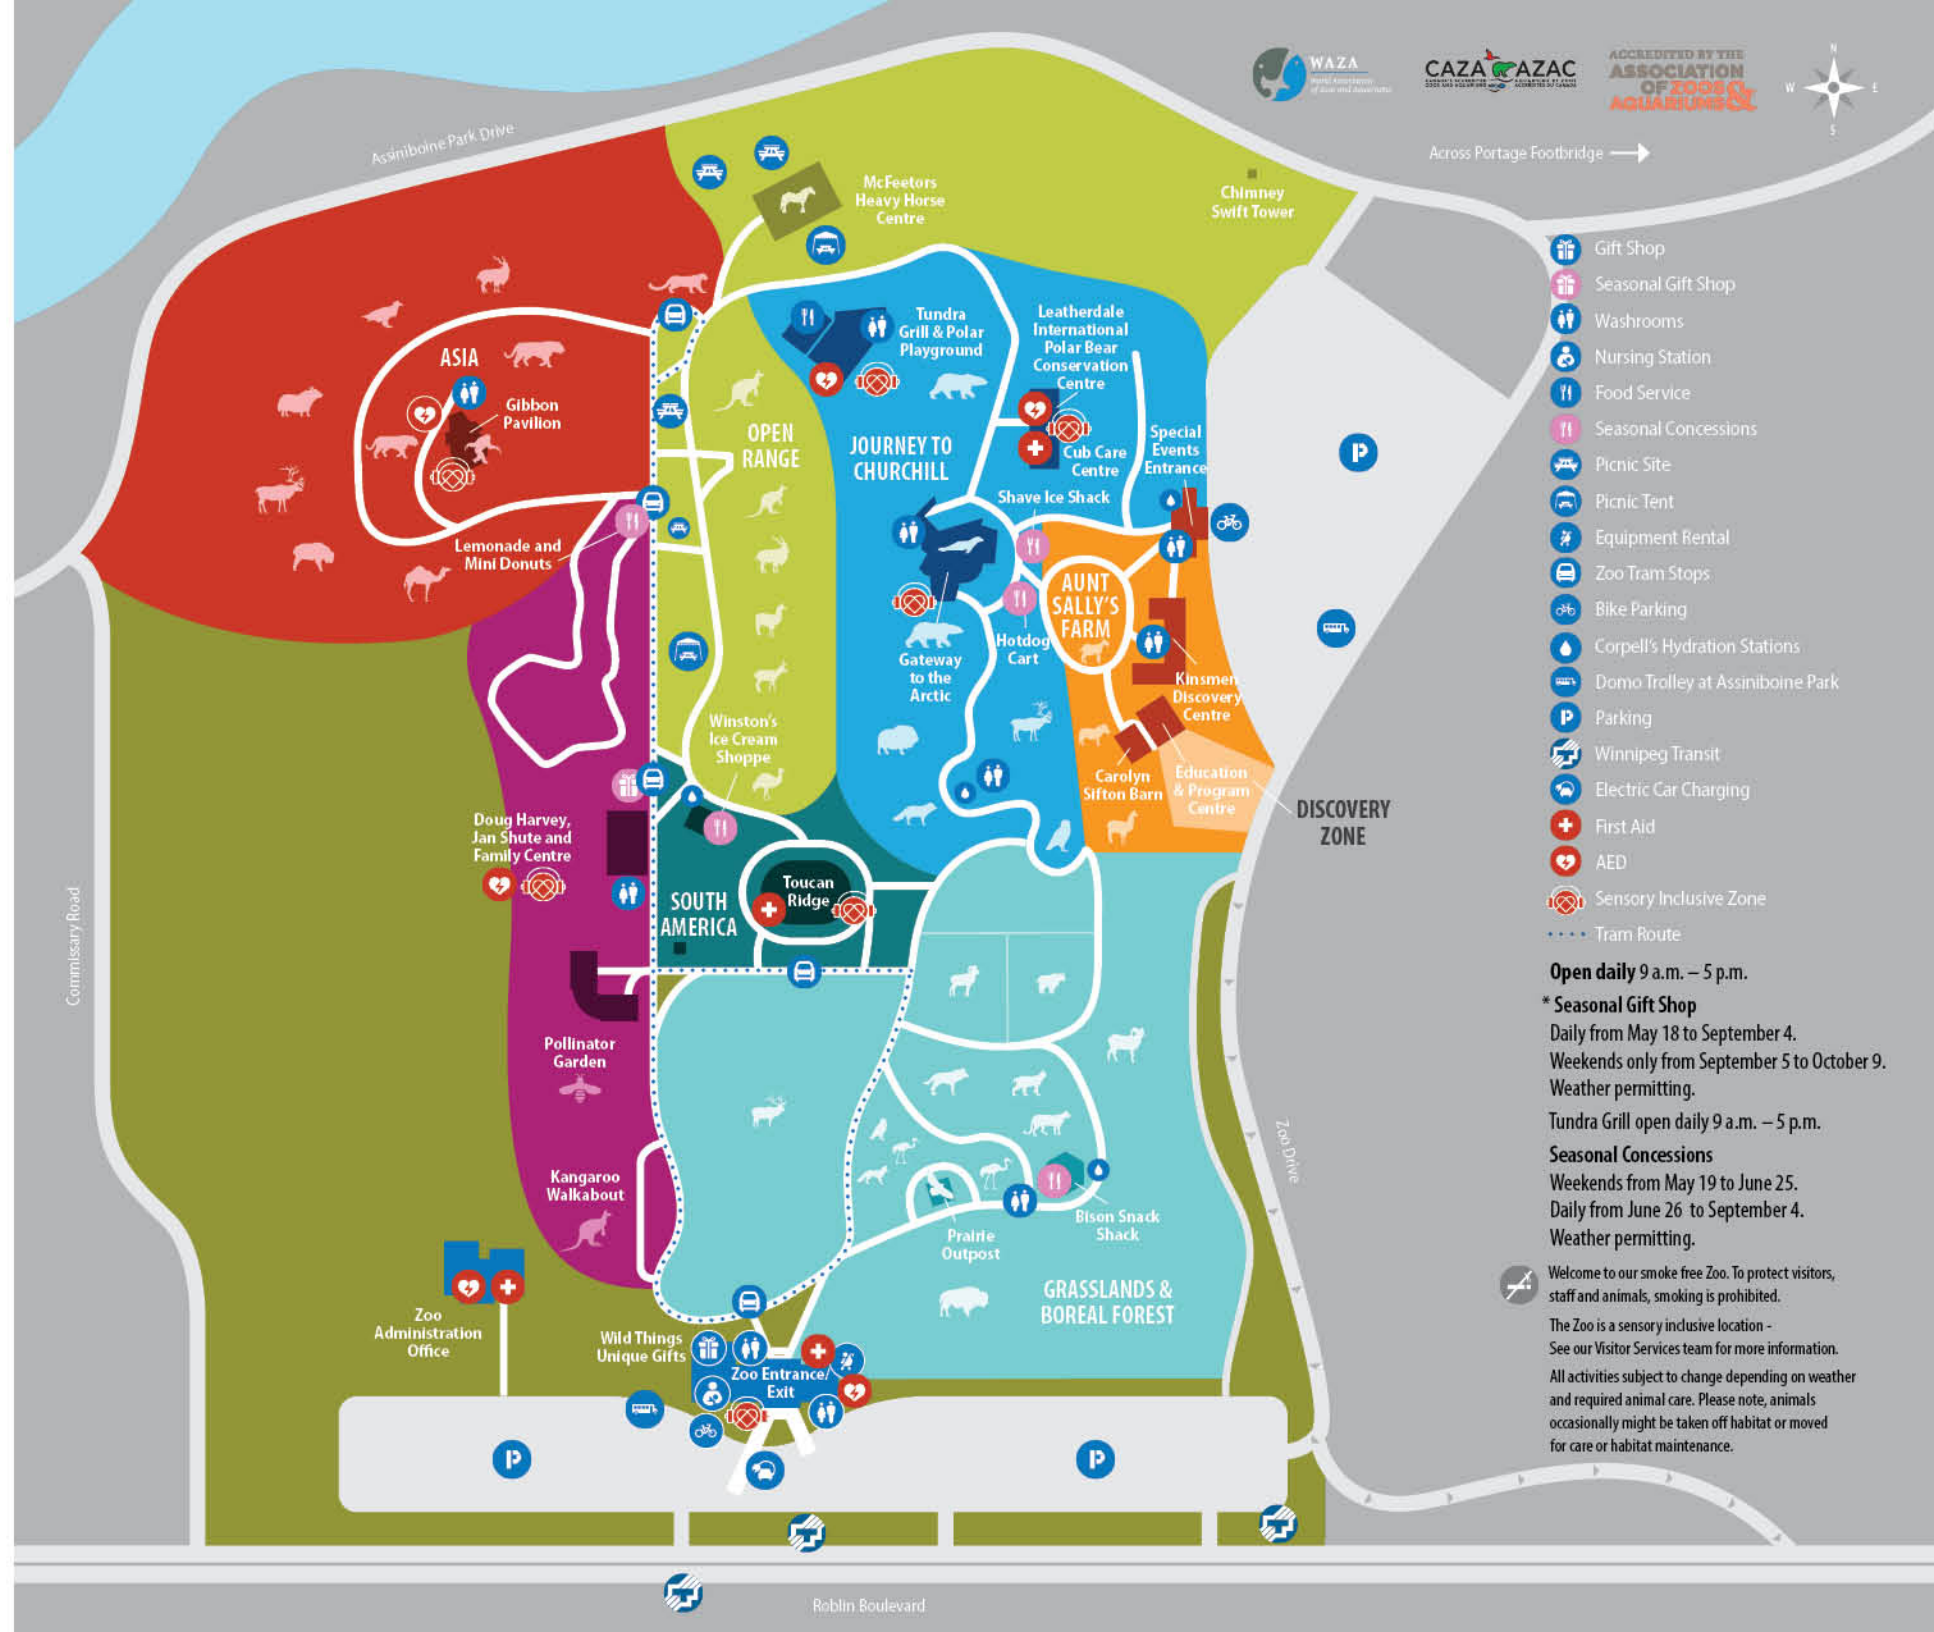 WAZA
World Association
of Zoos and Aquariums
CAZA AZAC
ACCREDITED BY THE
ASSOCIATION
OF ZOOS &
AQUARIUMS
N
W
E
S
Across Portage Footbridge
Assiniboine Park Drive
McFeetors
Heavy Horse
Centre
Chimney
Swift Tower
Gift Shop
Seasonal Gift Shop
Washrooms
Nursing Station
Food Service
Seasonal Concessions
Picnic Site
Picnic Tent
Equipment Rental
Zoo Tram Stops
Bike Parking
Corpell's Hydration Stations
Domo Trolley at Assiniboine Park
Parking
Winnipeg Transit
Electric Car Charging
First Aid
AED
Sensory Inclusive Zone
Tram Route
Open daily 9 a.m. – 5 p.m.
* Seasonal Gift Shop
Daily from May 18 to September 4.
Weekends only from September 5 to October 9.
Weather permitting.
Tundra Grill open daily 9 a.m. – 5 p.m.
Seasonal Concessions
Weekends from May 19 to June 25.
Daily from June 26 to September 4.
Weather permitting.
Welcome to our smoke free Zoo. To protect visitors,
staff and animals, smoking is prohibited.
The Zoo is a sensory inclusive location -
See our Visitor Services team for more information.
All activities subject to change depending on weather
and required animal care. Please note, animals
occasionally might be taken off habitat or moved
for care or habitat maintenance.
Tundra
Grill & Polar
Playground
Leatherdale
International
Polar Bear
Conservation
Centre
ASIA
Gibbon
Pavilion
OPEN
RANGE
JOURNEY TO
CHURCHILL
Cub Care
Centre
Special
Events
Entrance
P
Shave Ice Shack
Lemonade and
Mini Donuts
AUNT
SALLY'S
FARM
Hotdog
Cart
Gateway
to the
Arctic
Kinsmen
Discovery
Centre
Winston's
Ice Cream
Shoppe
Carolyn
Sifton Barn
Education
& Program
Centre
DISCOVERY
ZONE
Doug Harvey,
Jan Shute and
Family Centre
Toucan
Ridge
SOUTH
AMERICA
Commissary Road
Pollinator
Garden
Zoo Drive
Kangaroo
Walkabout
Bison Snack
Shack
Prairie
Outpost
GRASSLANDS &
BOREAL FOREST
Zoo
Administration
Office
Wild Things
Unique Gifts
Zoo Entrance/
Exit
P
P
Roblin Boulevard